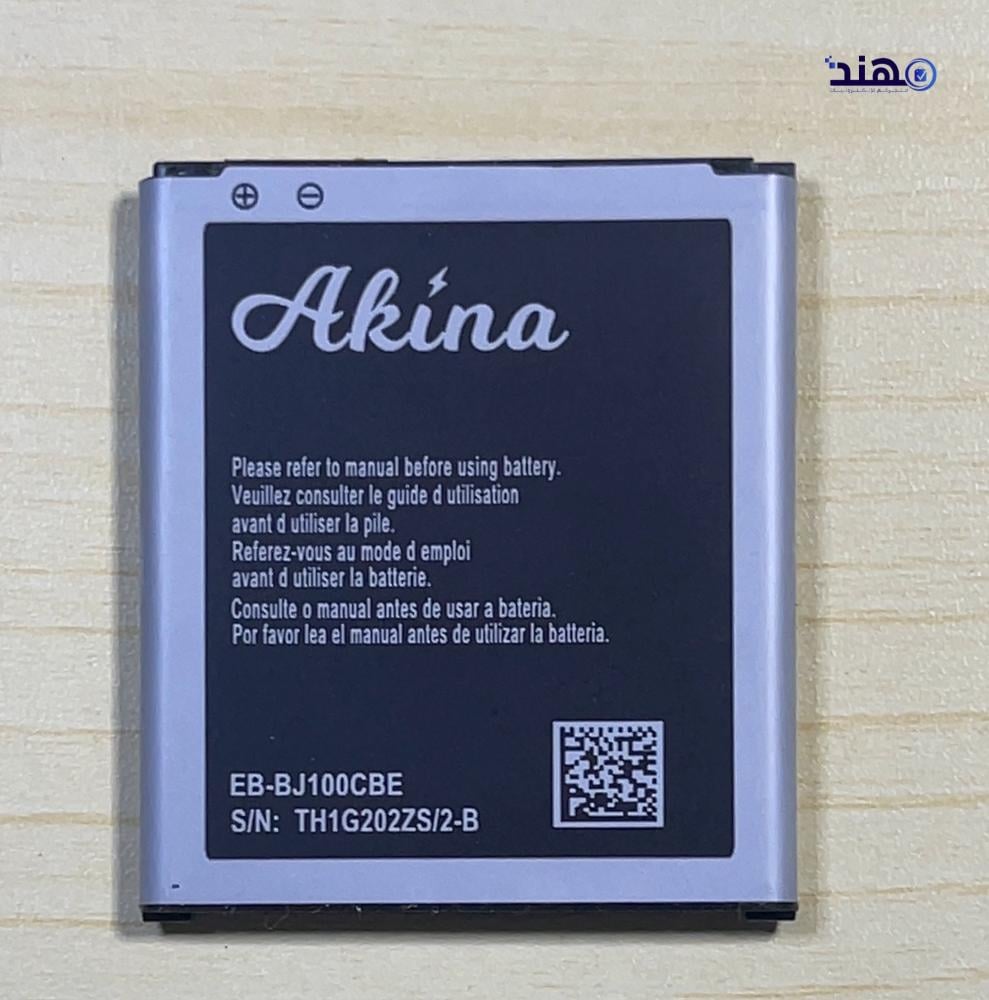 مهند
⊕ ⊖
Akina
Please refer to manual before using battery.
Veuillez consulter le guide d utilisation
avant d utiliser la pile.
Referez-vous au mode d emploi
avant d utiliser la batterie.
Consulte o manual antes de usar a bateria.
Por favor lea el manual antes de utilizar la batteria.
EB-BJ100CBE
S/N: TH1G202ZS/2-B